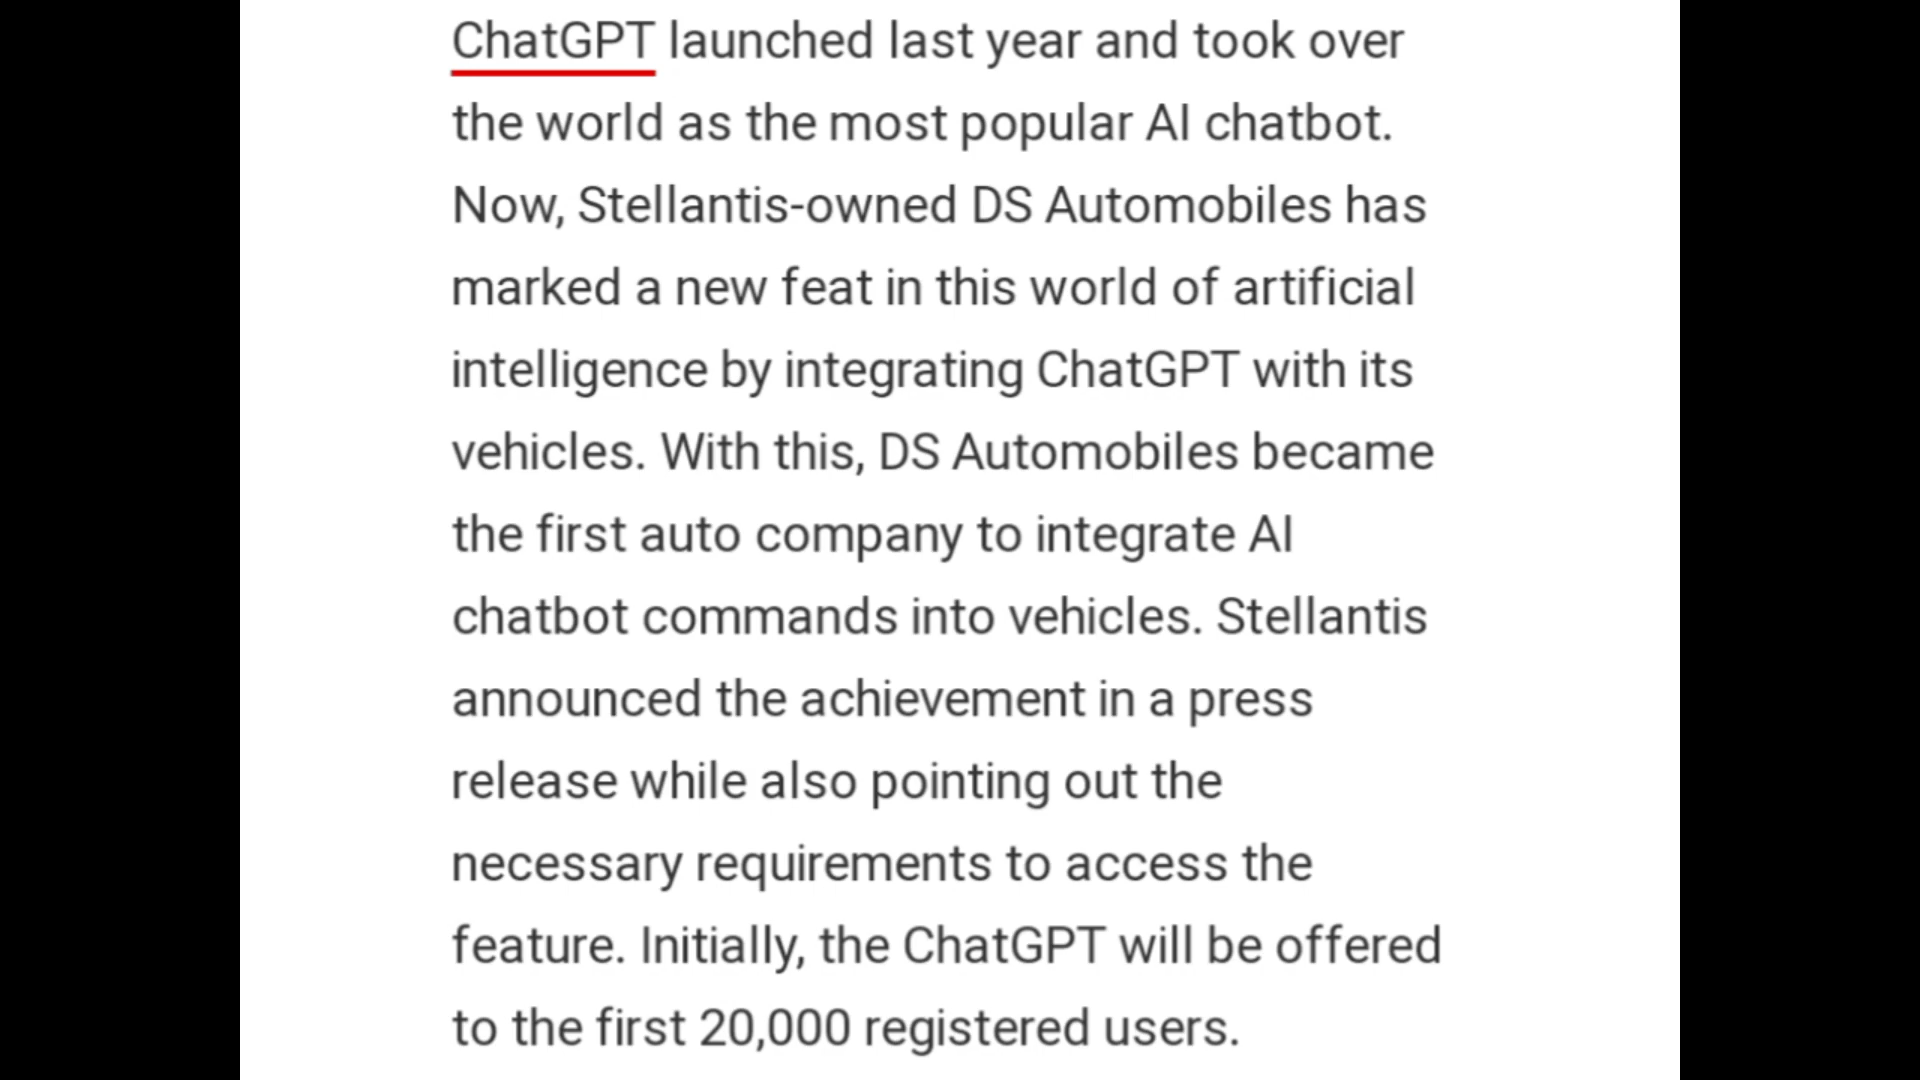 ChatGPT launched last year and took over
the world as the most popular AI chatbot.
Now, Stellantis-owned DS Automobiles has
marked a new feat in this world of artificial
intelligence by integrating ChatGPT with its
vehicles. With this, DS Automobiles became
the first auto company to integrate AI
chatbot commands into vehicles. Stellantis
announced the achievement in a press
release while also pointing out the
necessary requirements to access the
feature. Initially, the ChatGPT will be offered
to the first 20,000 registered users.